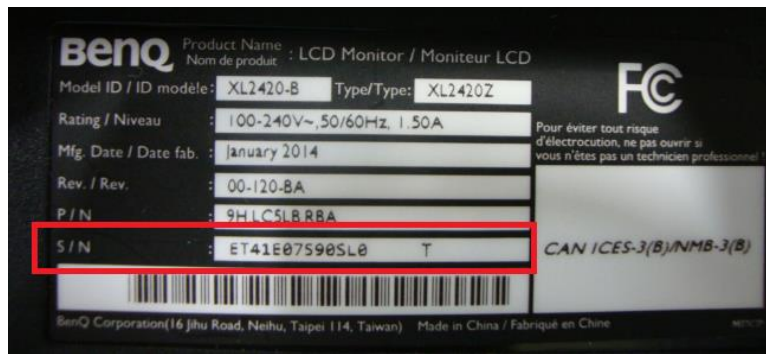 BenQ Product Name / Nom de produit : LCD Monitor / Moniteur LCD
Model ID / ID modèle: XL2420-B Type/Type: XL2420Z
Rating / Niveau : 100-240V~,50/60Hz, 1.50A
Mfg. Date / Date fab. : January 2014
Rev. / Rev. : 00-120-BA
P/N : 9H.LC5LB.RBA
S/N : ET41E07590SL0 T
FC
Pour éviter tout risque
d'électrocution, ne pas ouvrir si
vous n'êtes pas un technicien professionnel !
CAN ICES-3(B)/NMB-3(B)
BenQ Corporation(16 Jihu Road, Neihu, Taipei 114, Taiwan) Made in China / Fabriqué en Chine